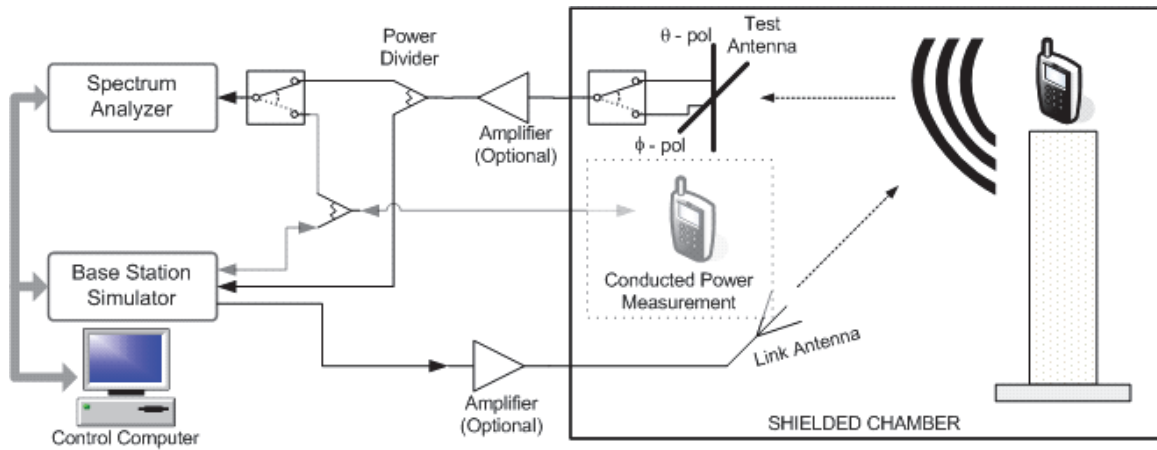 Power
Divider
θ - pol
Test
Antenna
Spectrum
Analyzer
Amplifier
(Optional)
ϕ - pol
Base Station
Simulator
Conducted Power
Measurement
Link Antenna
Amplifier
(Optional)
Control Computer
SHIELDED CHAMBER